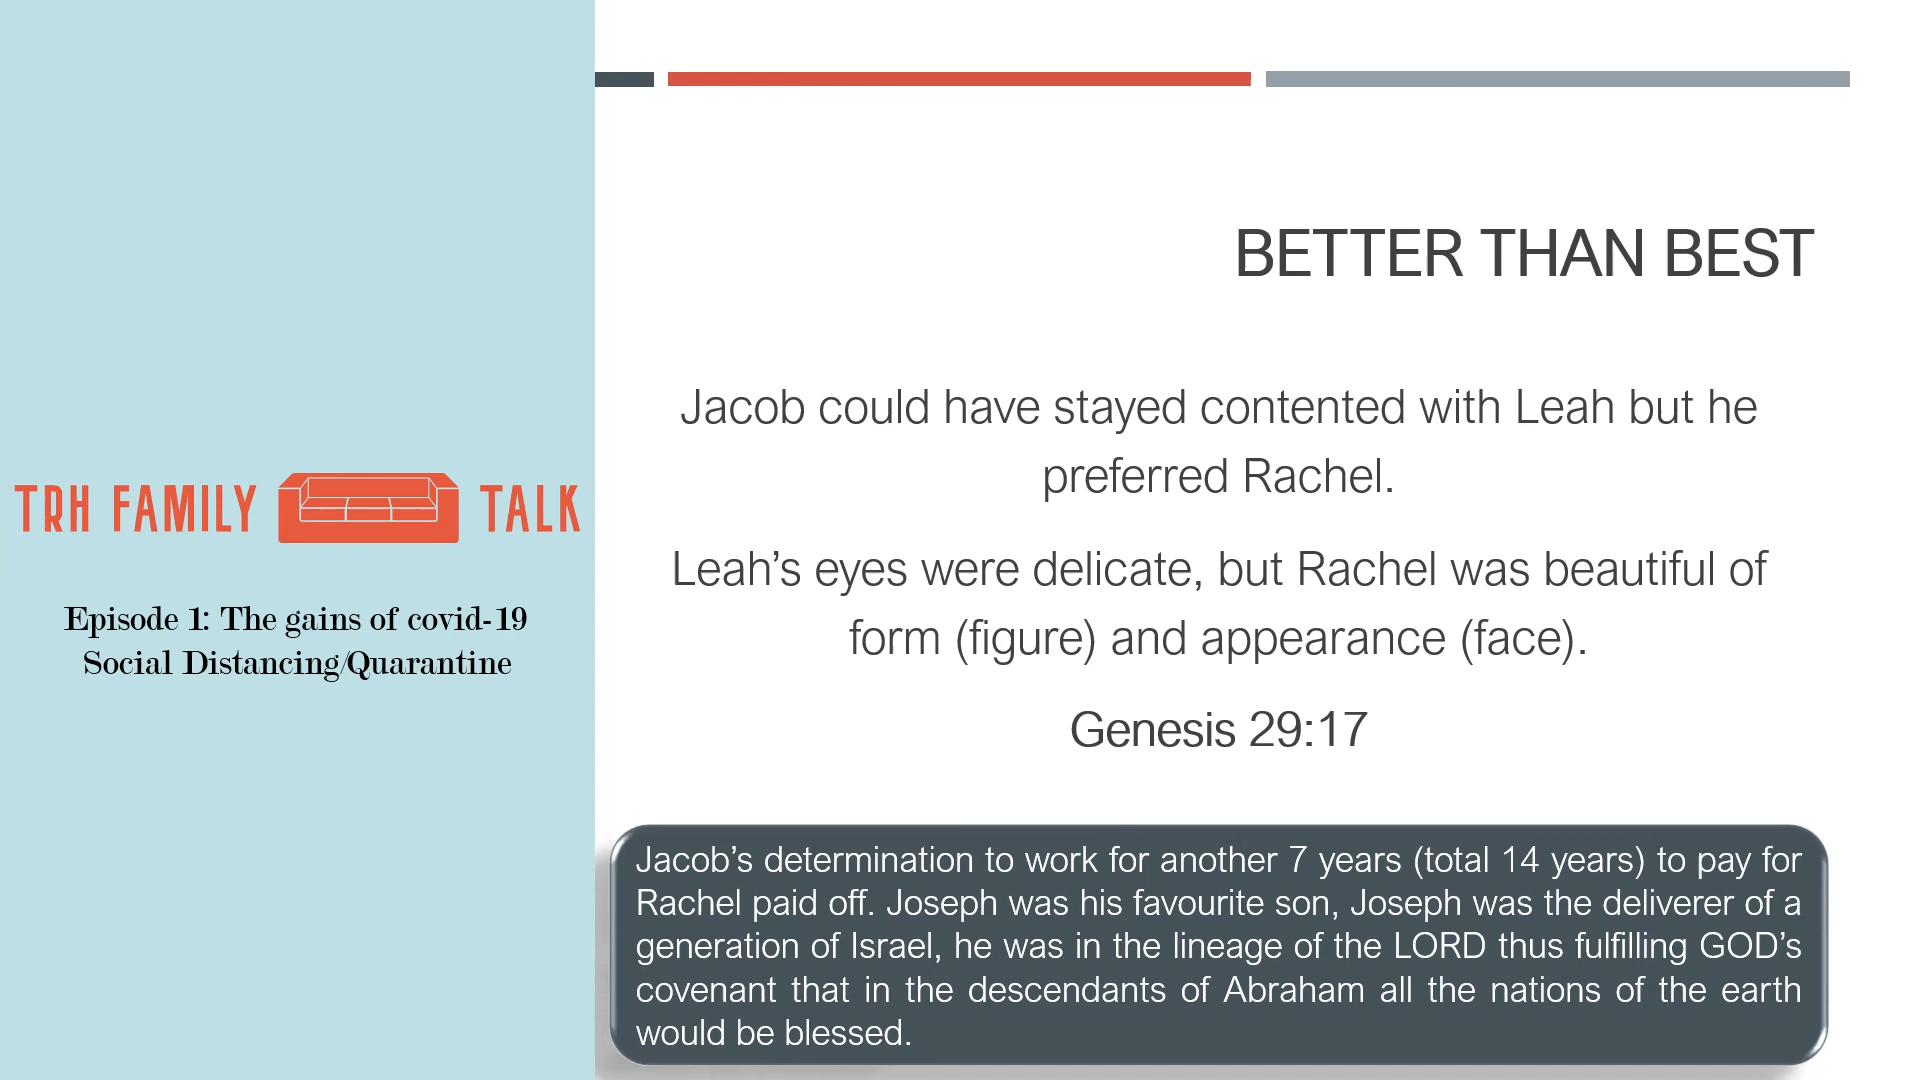 TRH FAMILY TALK
Episode 1: The gains of covid-19
Social Distancing/Quarantine
BETTER THAN BEST
Jacob could have stayed contented with Leah but he
preferred Rachel.
Leah’s eyes were delicate, but Rachel was beautiful of
form (figure) and appearance (face).
Genesis 29:17
Jacob’s determination to work for another 7 years (total 14 years) to pay for
Rachel paid off. Joseph was his favourite son, Joseph was the deliverer of a
generation of Israel, he was in the lineage of the LORD thus fulfilling GOD’s
covenant that in the descendants of Abraham all the nations of the earth
would be blessed.